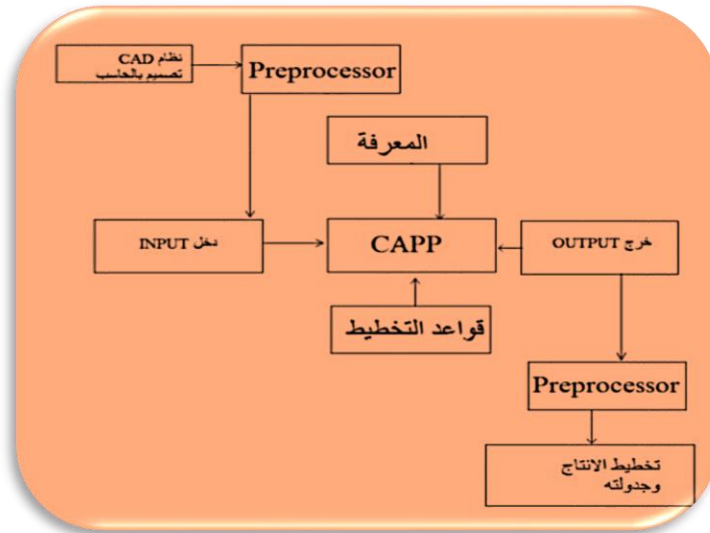 نظام CAD
تصميم بالحاسب
Preprocessor
المعرفة
دخل INPUT
CAPP
خرج OUTPUT
قواعد التخطيط
Preprocessor
تخطيط الانتاج
وجدولته